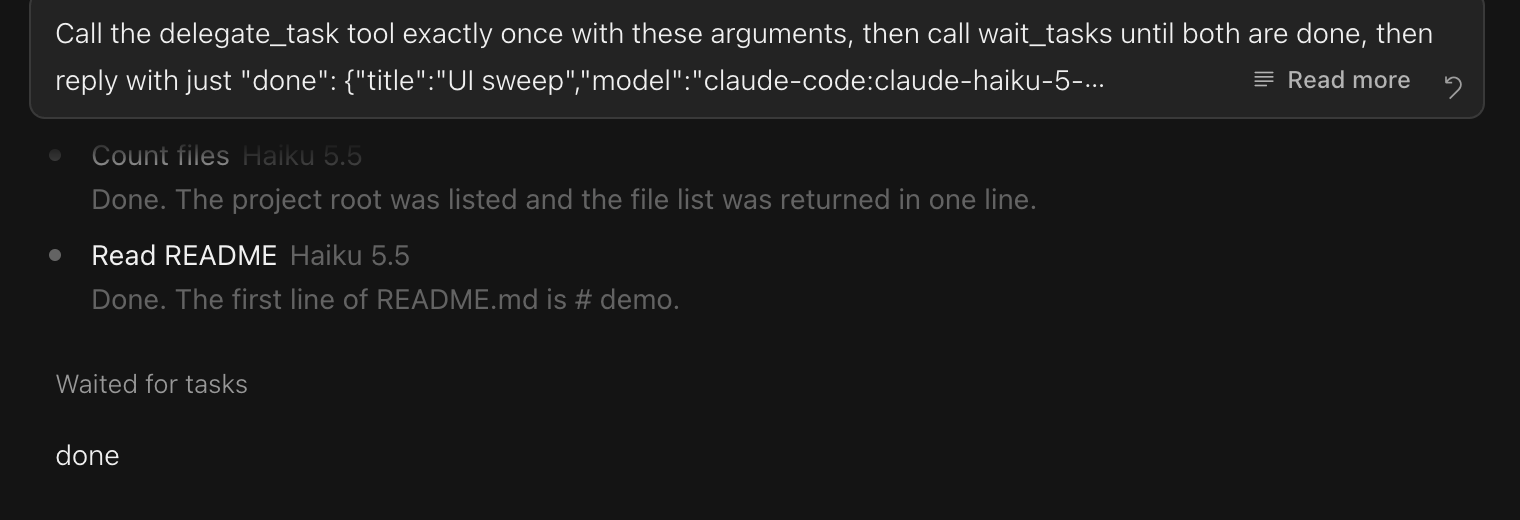 Call the delegate_task tool exactly once with these arguments, then call wait_tasks until both are done, then
reply with just "done": {"title":"UI sweep","model":"claude-code:claude-haiku-5-... Read more
Count files Haiku 5.5
Done. The project root was listed and the file list was returned in one line.
Read README Haiku 5.5
Done. The first line of README.md is # demo.
Waited for tasks
done